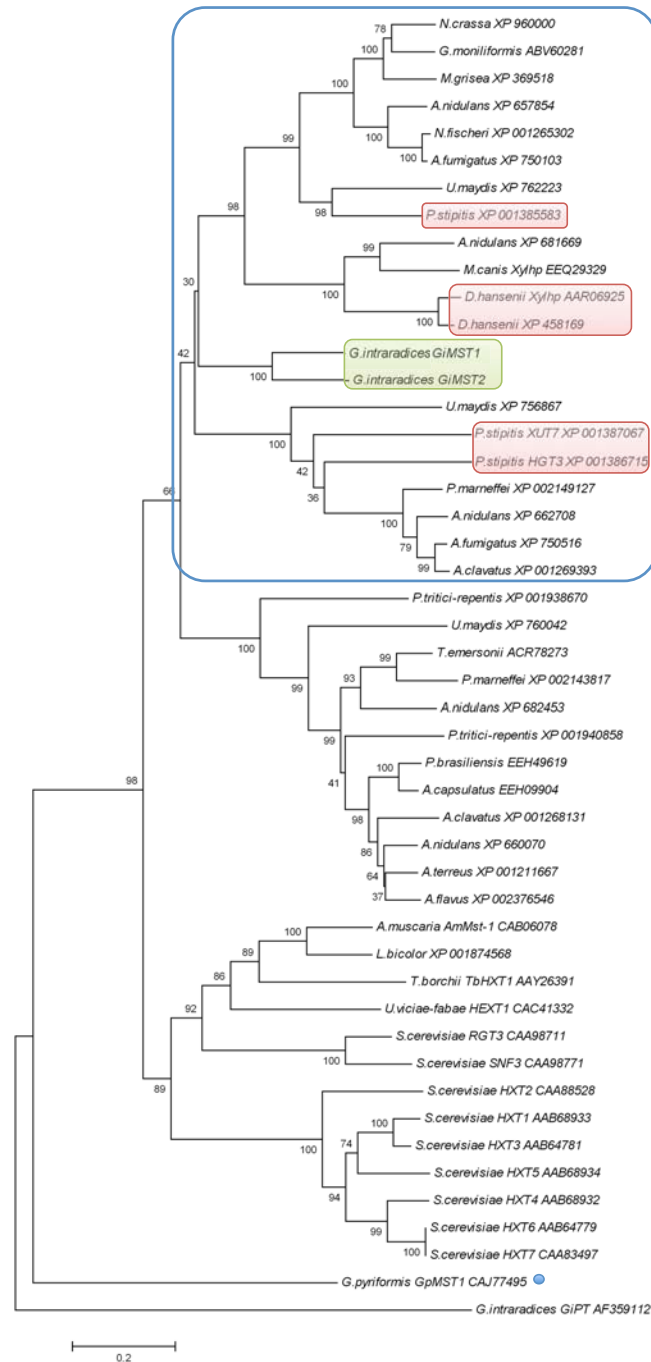 N.crassa XP 960000
78
G.moniliformis ABV60281
100
M.grisea XP 369518
100
A.nidulans XP 657854
100
N.fischeri XP 001265302
100
A.fumigatus XP 750103
99
U.maydis XP 762223
98
P.stipitis XP 001385583
98
A.nidulans XP 681669
99
M.canis Xylhp EEQ29329
100
D.hansenii Xylhp AAR06925
100
D.hansenii XP 458169
30
G.intraradices GiMST1
100
G.intraradices GiMST2
42
U.maydis XP 756867
100
P.stipitis XUT7 XP 001387067
42
P.stipitis HGT3 XP 001386715
36
P.marneffei XP 002149127
100
A.nidulans XP 662708
79
A.fumigatus XP 750516
99
A.clavatus XP 001269393
66
P.tritici-repentis XP 001938670
100
U.maydis XP 760042
99
T.emersonii ACR78273
99
P.marneffei XP 002143817
93
A.nidulans XP 682453
99
P.tritici-repentis XP 001940858
41
P.brasiliensis EEH49619
100
A.capsulatus EEH09904
98
A.clavatus XP 001268131
86
A.nidulans XP 660070
64
A.terreus XP 001211667
37
A.flavus XP 002376546
98
A.muscaria AmMst-1 CAB06078
100
L.bicolor XP 001874568
89
T.borchii TbHXT1 AAY26391
86
U.viciae-fabae HEXT1 CAC41332
92
S.cerevisiae RGT3 CAA98711
100
S.cerevisiae SNF3 CAA98771
89
S.cerevisiae HXT2 CAA88528
100
S.cerevisiae HXT1 AAB68933
100
S.cerevisiae HXT3 AAB64781
74
S.cerevisiae HXT5 AAB68934
94
S.cerevisiae HXT4 AAB68932
99
S.cerevisiae HXT6 AAB64779
100
S.cerevisiae HXT7 CAA83497
G.pyriformis GpMST1 CAJ77495
G.intraradices GiPT AF359112
0.2